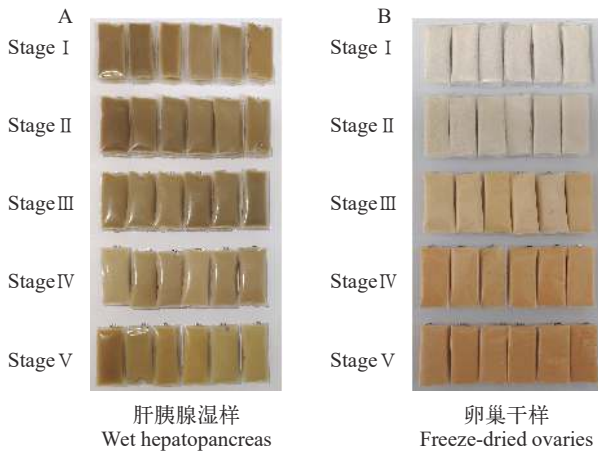 A
Stage Ⅰ
Stage Ⅱ
Stage Ⅲ
Stage Ⅳ
Stage Ⅴ
肝胰腺湿样
Wet hepatopancreas
B
Stage Ⅰ
Stage Ⅱ
Stage Ⅲ
Stage Ⅳ
Stage Ⅴ
卵巢干样
Freeze-dried ovaries